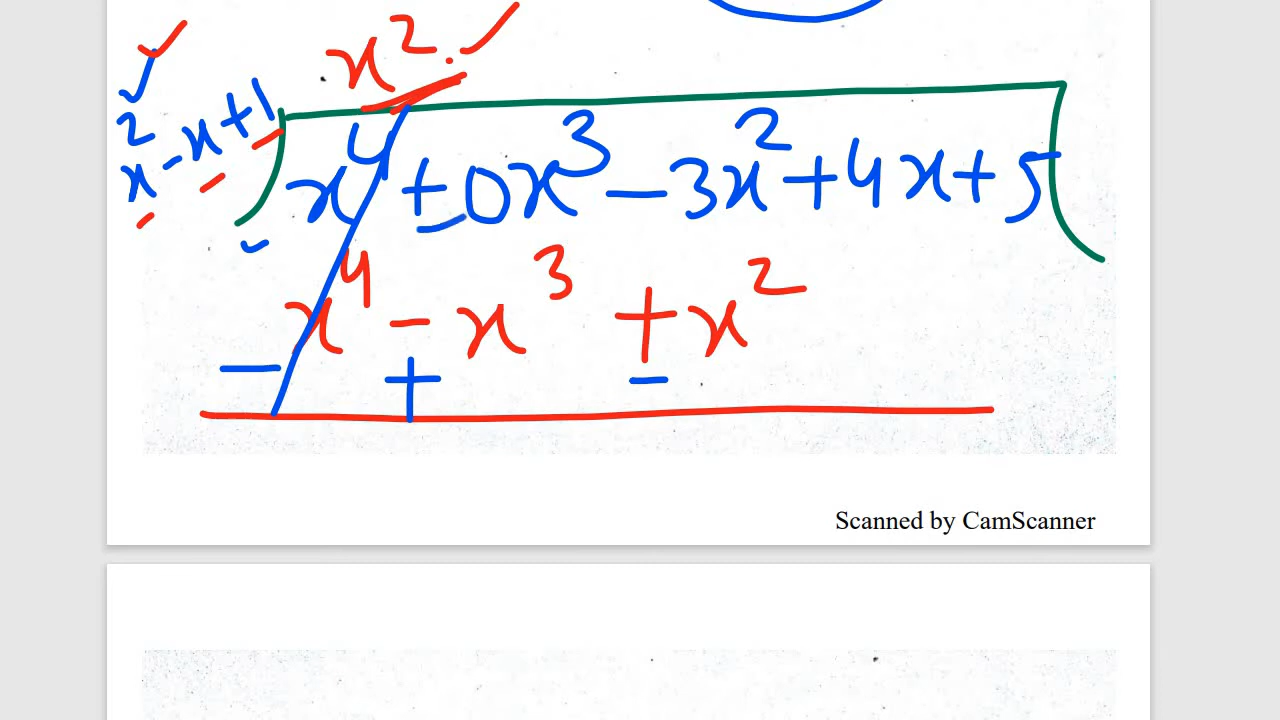 x².
x²-x+1) x⁴+0x³-3x²+4x+5
x⁴-x³+x²
- + -
Scanned by CamScanner